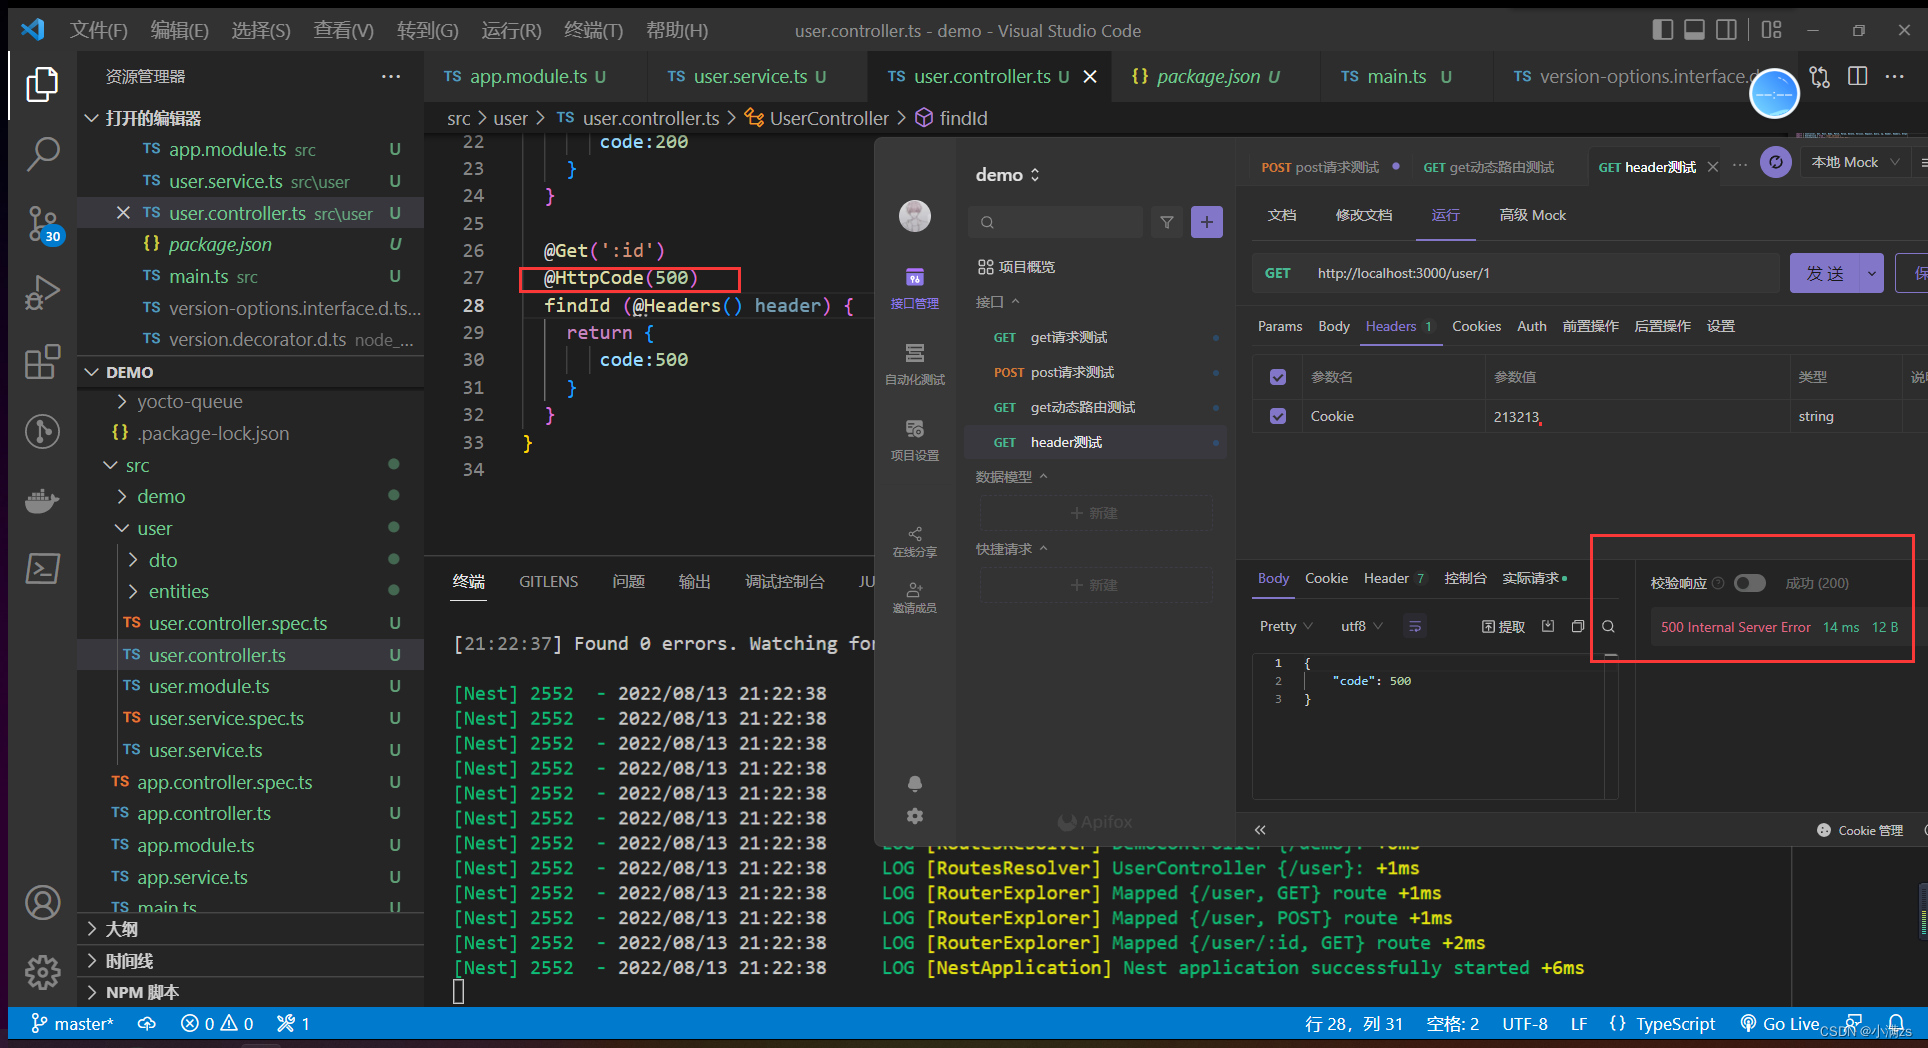 文件(F) 编辑(E) 选择(S) 查看(V) 转到(G) 运行(R) 终端(T) 帮助(H)
user.controller.ts - demo - Visual Studio Code
资源管理器 ···
TS app.module.ts U
TS user.service.ts U
TS user.controller.ts U
{} package.json U
TS main.ts U
TS version-options.interface.d
src > user > TS user.controller.ts > UserController > findId
打开的编辑器
TS app.module.ts src U
TS user.service.ts src\user U
TS user.controller.ts src\user U
{} package.json U
TS main.ts src U
TS version-options.interface.d.ts...
TS version.decorator.d.ts node_...
30
DEMO
yocto-queue
{} .package-lock.json
src
demo
user
dto
entities
TS user.controller.spec.ts U
TS user.controller.ts U
TS user.module.ts U
TS user.service.spec.ts U
TS user.service.ts U
TS app.controller.spec.ts U
TS app.controller.ts U
TS app.module.ts U
TS app.service.ts U
TS main.ts U
大纲
时间线
NPM 脚本
22 code:200
23 }
24 }
25
26 @Get(':id')
27 @HttpCode(500)
28 findId (@Headers() header) {
29 return {
30 code:500
31 }
32 }
33 }
34
终端 GITLENS 问题 输出 调试控制台 JU
[21:22:37] Found 0 errors. Watching for
[Nest] 2552 - 2022/08/13 21:22:38
[Nest] 2552 - 2022/08/13 21:22:38
[Nest] 2552 - 2022/08/13 21:22:38
[Nest] 2552 - 2022/08/13 21:22:38
[Nest] 2552 - 2022/08/13 21:22:38
[Nest] 2552 - 2022/08/13 21:22:38
[Nest] 2552 - 2022/08/13 21:22:38 LOG [RoutesResolver] DemoController {/demo}:
[Nest] 2552 - 2022/08/13 21:22:38 LOG [RoutesResolver] UserController {/user}: +1ms
[Nest] 2552 - 2022/08/13 21:22:38 LOG [RouterExplorer] Mapped {/user, GET} route +1ms
[Nest] 2552 - 2022/08/13 21:22:38 LOG [RouterExplorer] Mapped {/user, POST} route +1ms
[Nest] 2552 - 2022/08/13 21:22:38 LOG [RouterExplorer] Mapped {/user/:id, GET} route +2ms
[Nest] 2552 - 2022/08/13 21:22:38 LOG [NestApplication] Nest application successfully started +6ms
接口管理
自动化测试
项目设置
在线分享
邀请成员
demo
项目概览
接口
GET get请求测试
POST post请求测试
GET get动态路由测试
GET header测试
数据模型
+ 新建
快捷请求
+ 新建
Apifox
POST post请求测试
GET get动态路由测试
GET header测试
本地 Mock
文档 修改文档 运行 高级 Mock
GET http://localhost:3000/user/1 发 送 保
Params Body Headers 1 Cookies Auth 前置操作 后置操作 设置
参数名 参数值 类型 说
Cookie 213213 string
Body Cookie Header 7 控制台 实际请求
Pretty utf8 提取
1 {
2 "code": 500
3 }
校验响应 成功 (200)
500 Internal Server Error 14 ms 12 B
Cookie 管理
master* 0 0 1
行 28，列 31 空格: 2 UTF-8 LF {} TypeScript Go Live
CSDN @小满zs